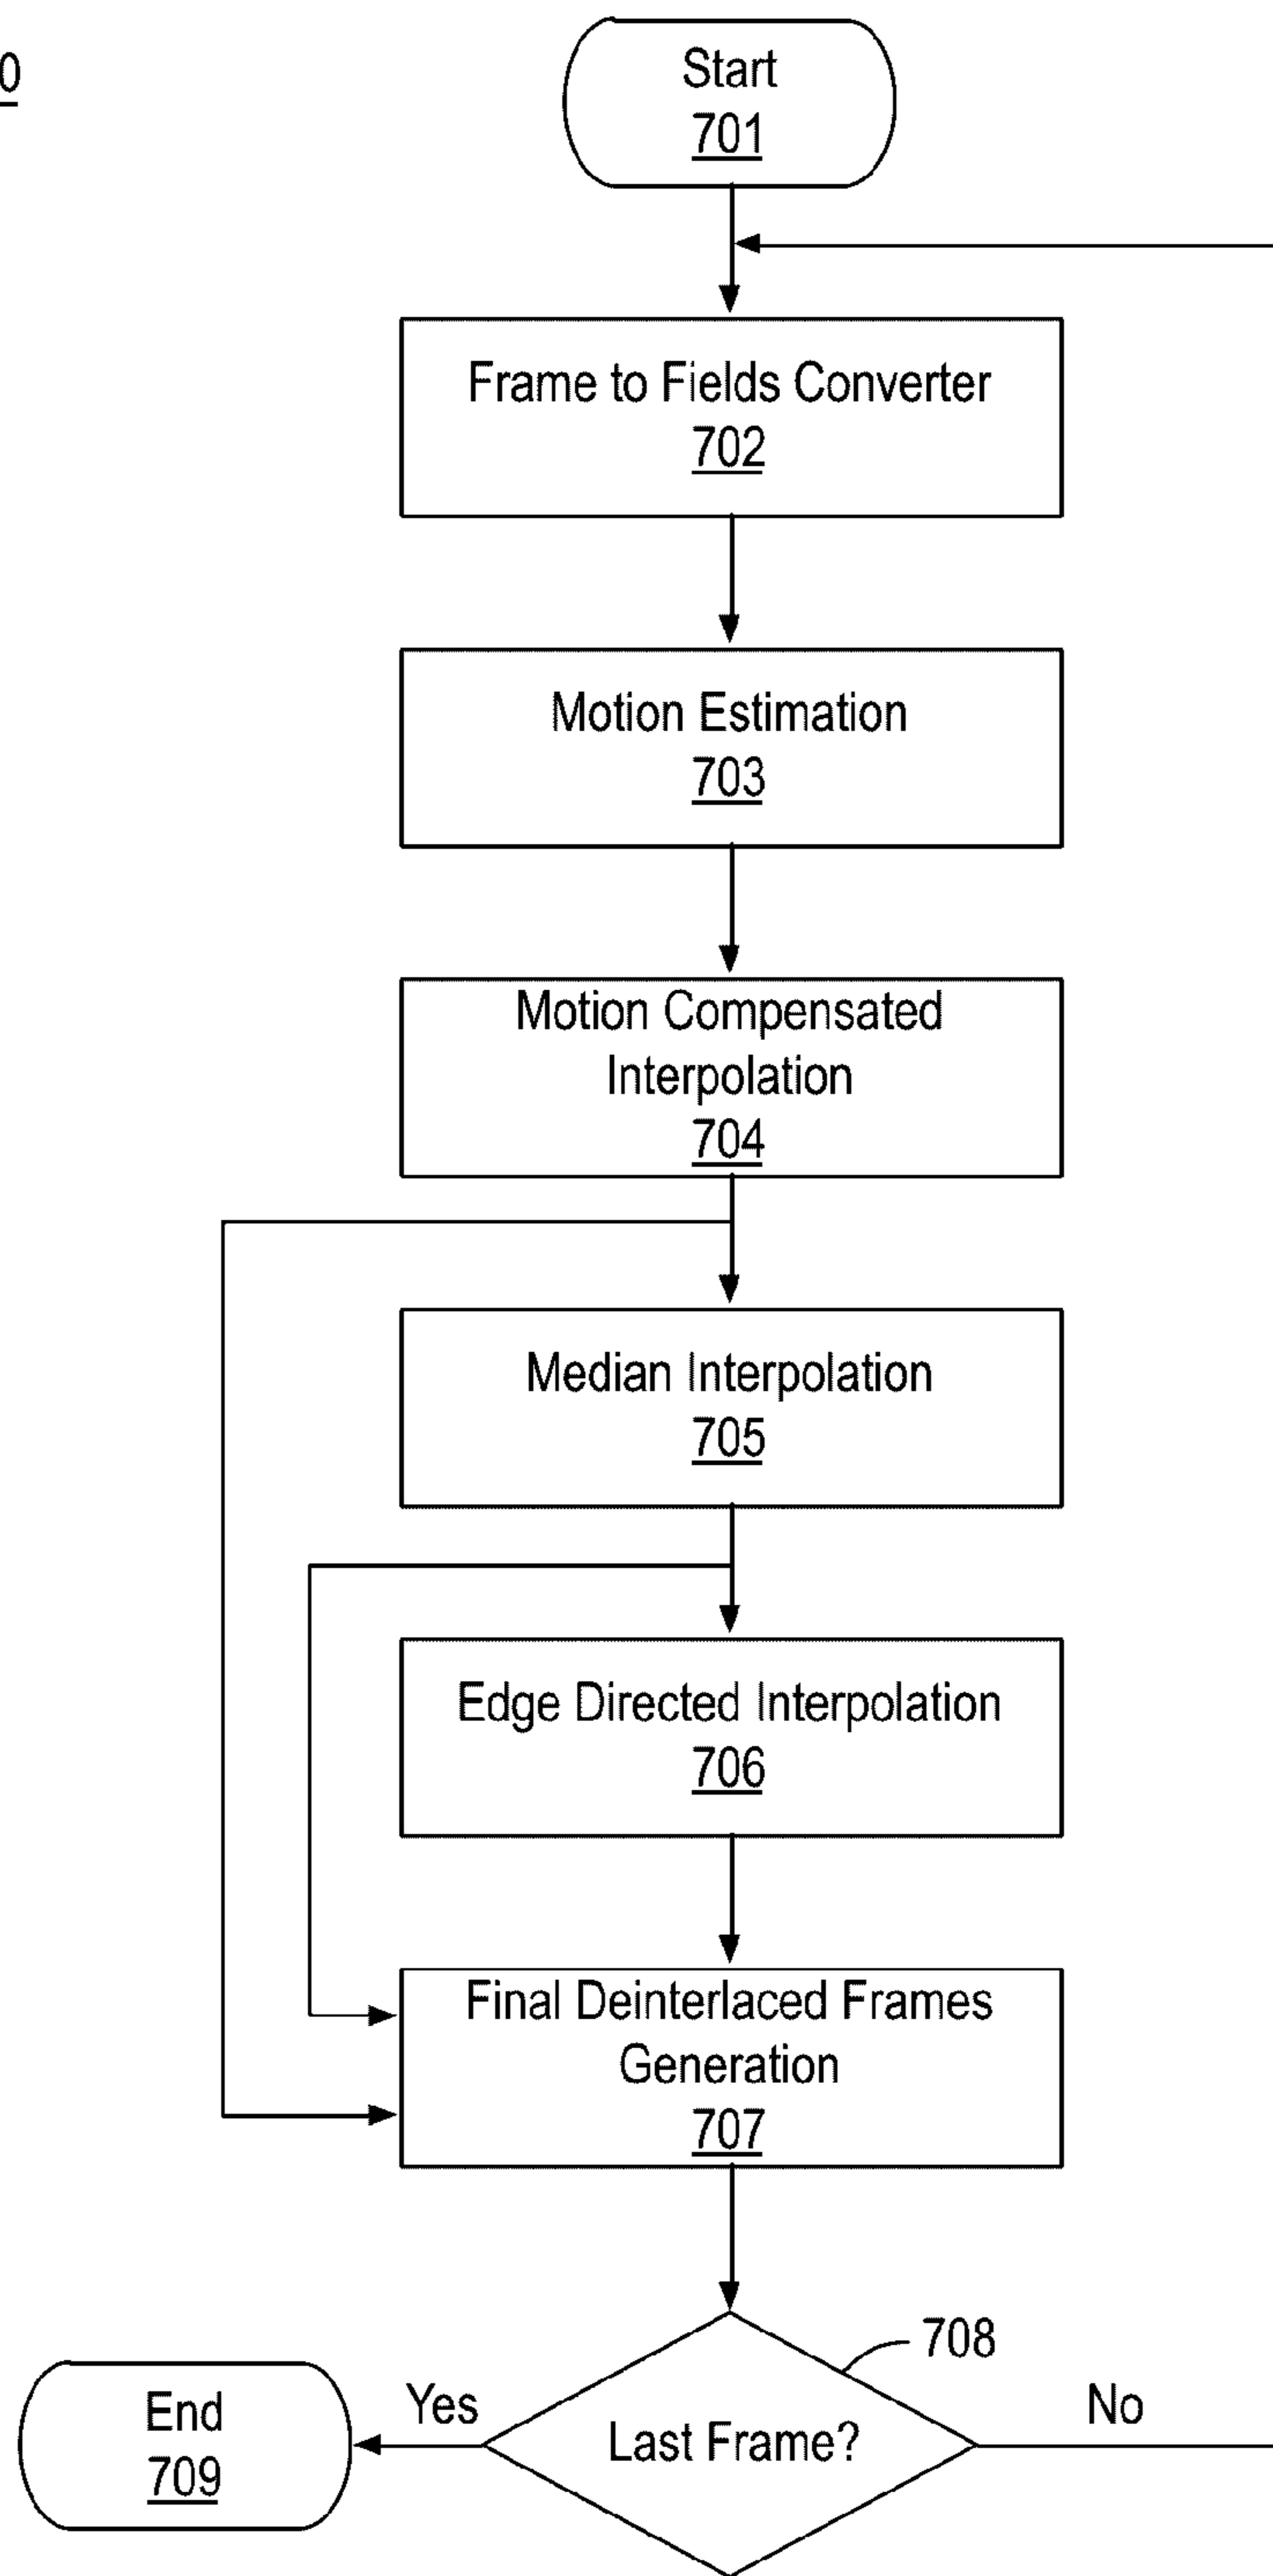 0
Start
701
Frame to Fields Converter
702
Motion Estimation
703
Motion Compensated
Interpolation
704
Median Interpolation
705
Edge Directed Interpolation
706
Final Deinterlaced Frames
Generation
707
708
End
709
Yes
Last Frame?
No